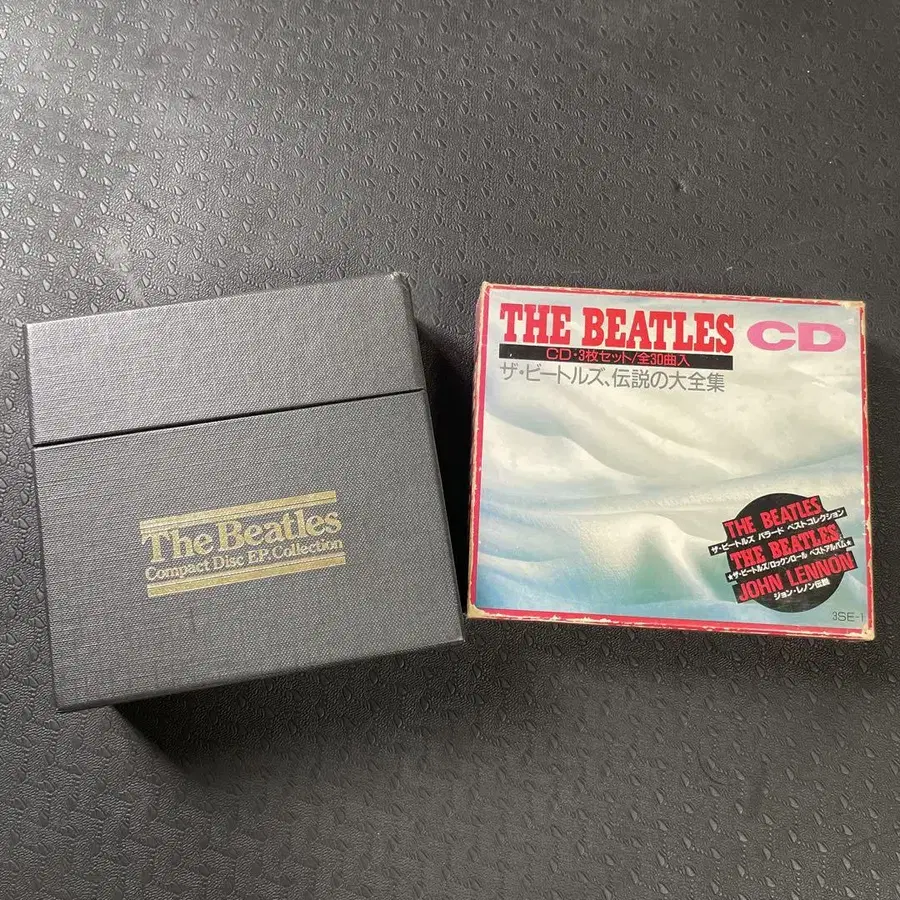 The Beatles
Compact Disc E.P. Collection
THE BEATLES CD
CD・3枚セット/全30曲入
ザ・ビートルズ、伝説の大全集
THE BEATLES
ザ・ビートルズ バラード ベストコレクション
THE BEATLES
★ザ・ビートルズ/ロックンロール ベストアルバム★
JOHN LENNON
ジョン・レノン伝説
3SE-1